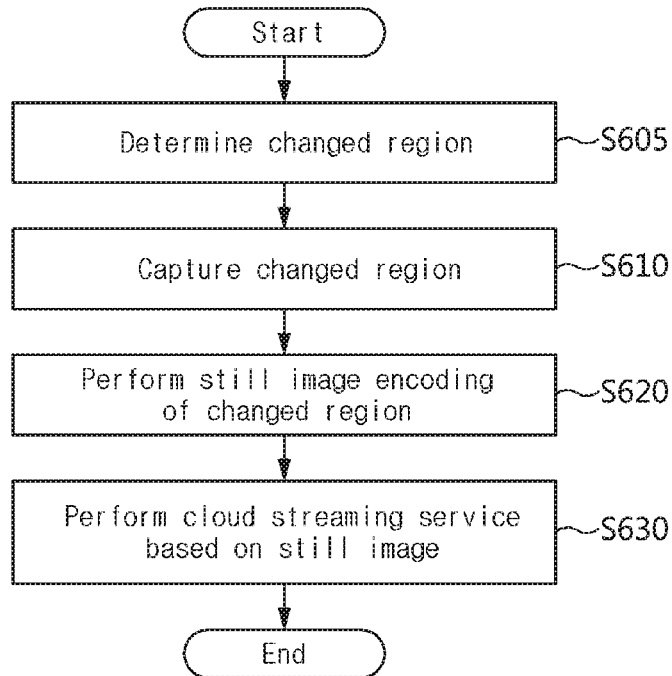 Start
Determine changed region
S605
Capture changed region
S610
Perform still image encoding
of changed region
S620
Perform cloud streaming service
based on still image
S630
End